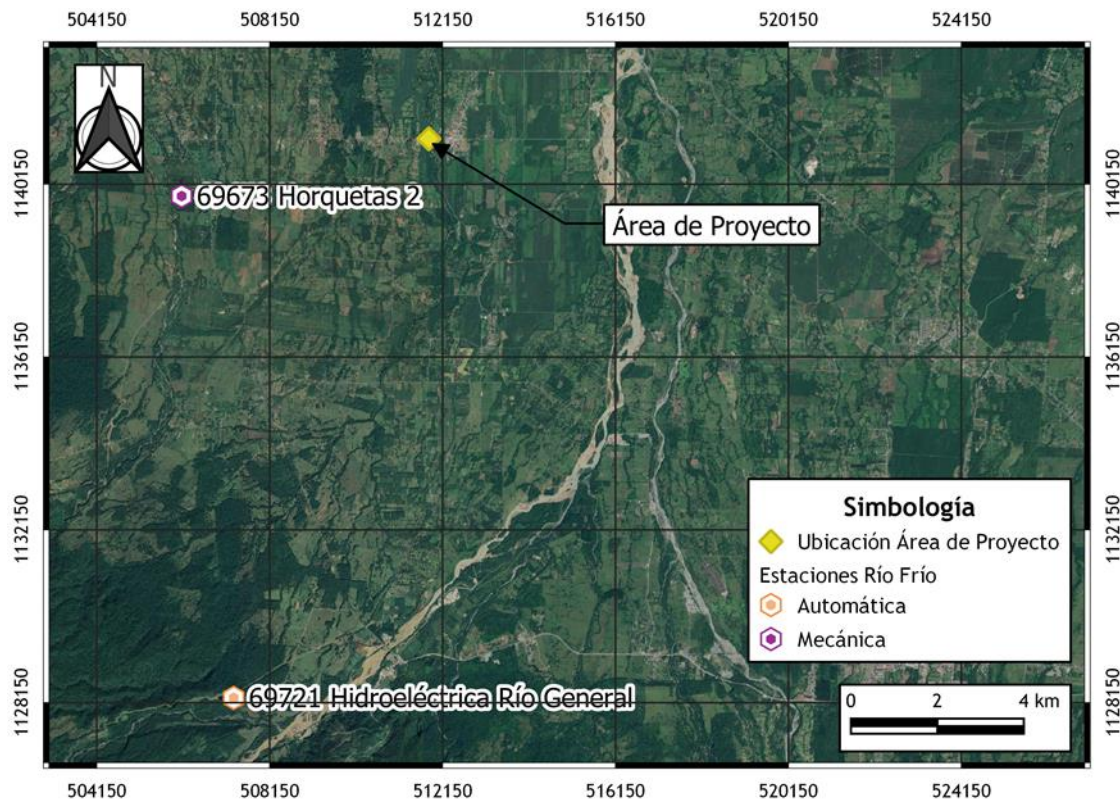 504150 508150 512150 516150 520150 524150
N
1140150 1140150
69673 Horquetas 2
Área de Proyecto
1136150 1136150
1132150 1132150
Simbología
Ubicación Área de Proyecto
Estaciones Río Frío
Automática
Mecánica
1128150 1128150
69721 Hidroeléctrica Río General
0 2 4 km
504150 508150 512150 516150 520150 524150